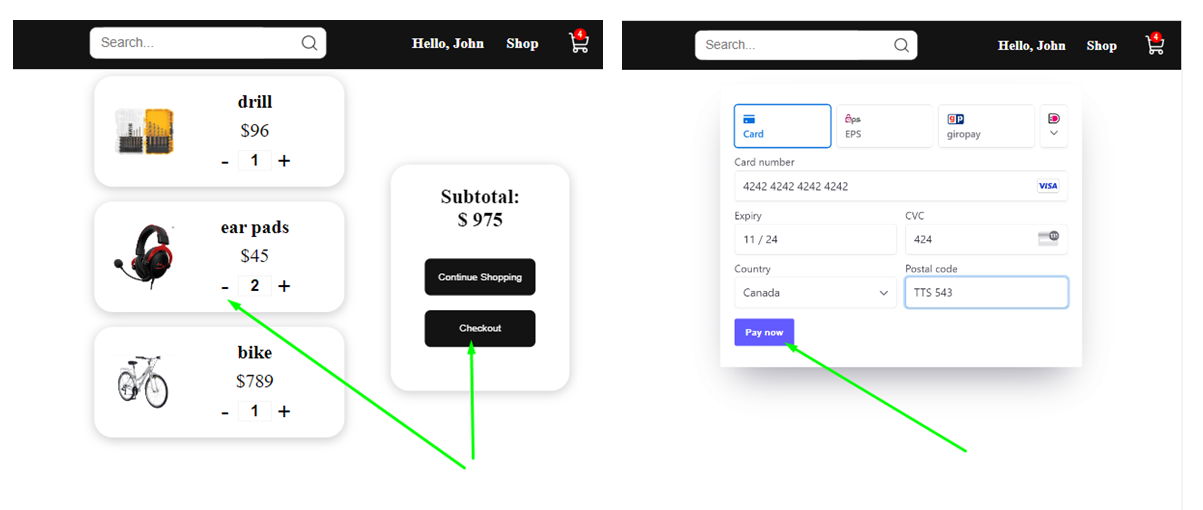 Search...
Hello, John
Shop
4
drill
$96
- 1 +
ear pads
$45
- 2 +
bike
$789
- 1 +
Subtotal:
$ 975
Continue Shopping
Checkout
Search...
Hello, John
Shop
4
Card
eps
EPS
giropay
Card number
4242 4242 4242 4242
VISA
Expiry
CVC
11 / 24
424
Country
Postal code
Canada
TTS 543
Pay now